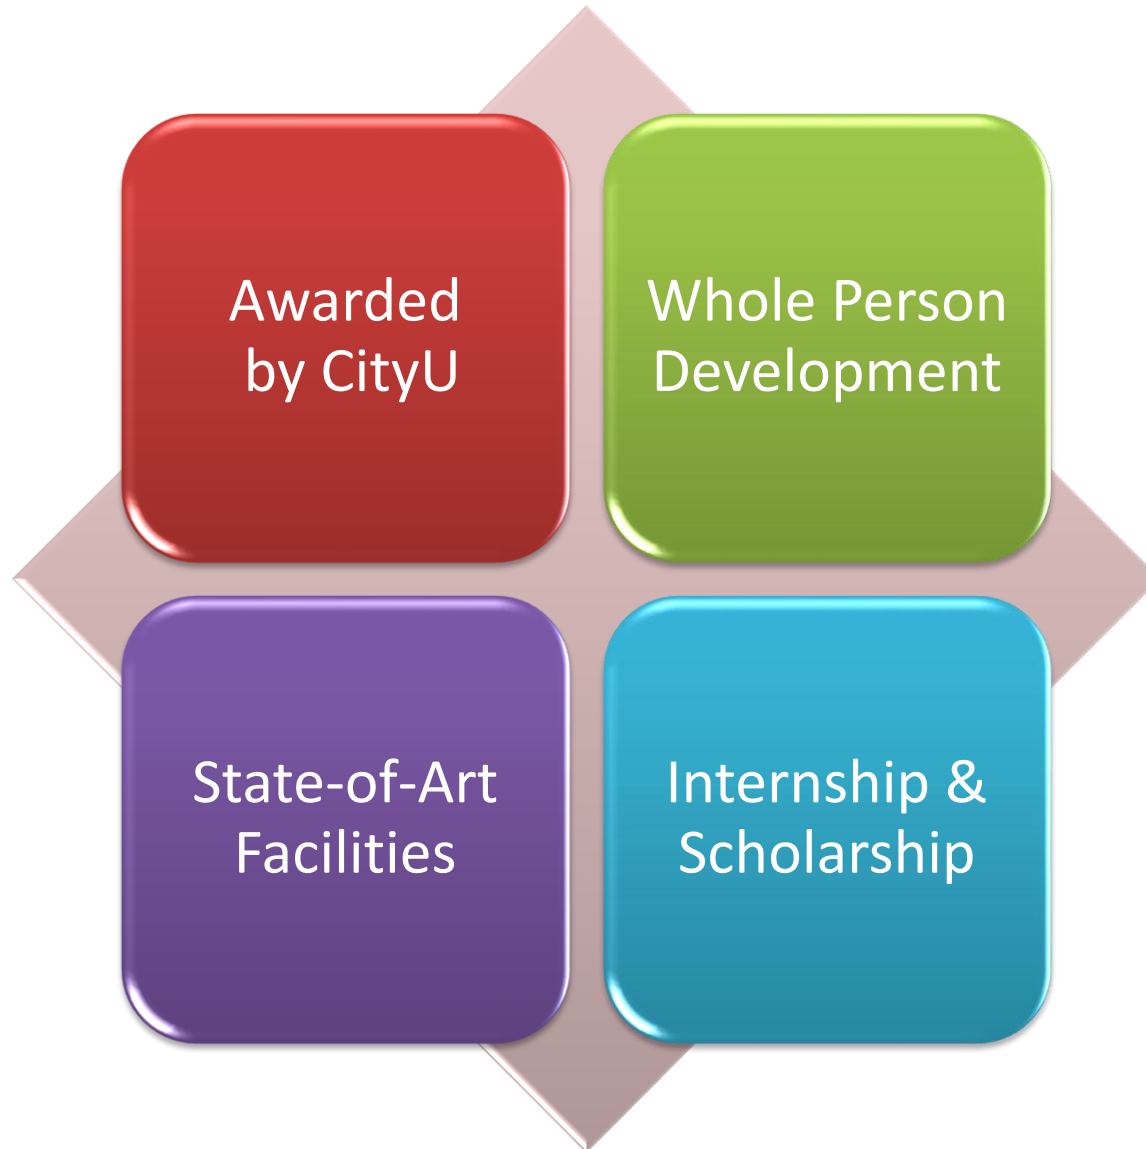 Awarded
by CityU
Whole Person
Development
State-of-Art
Facilities
Internship &
Scholarship